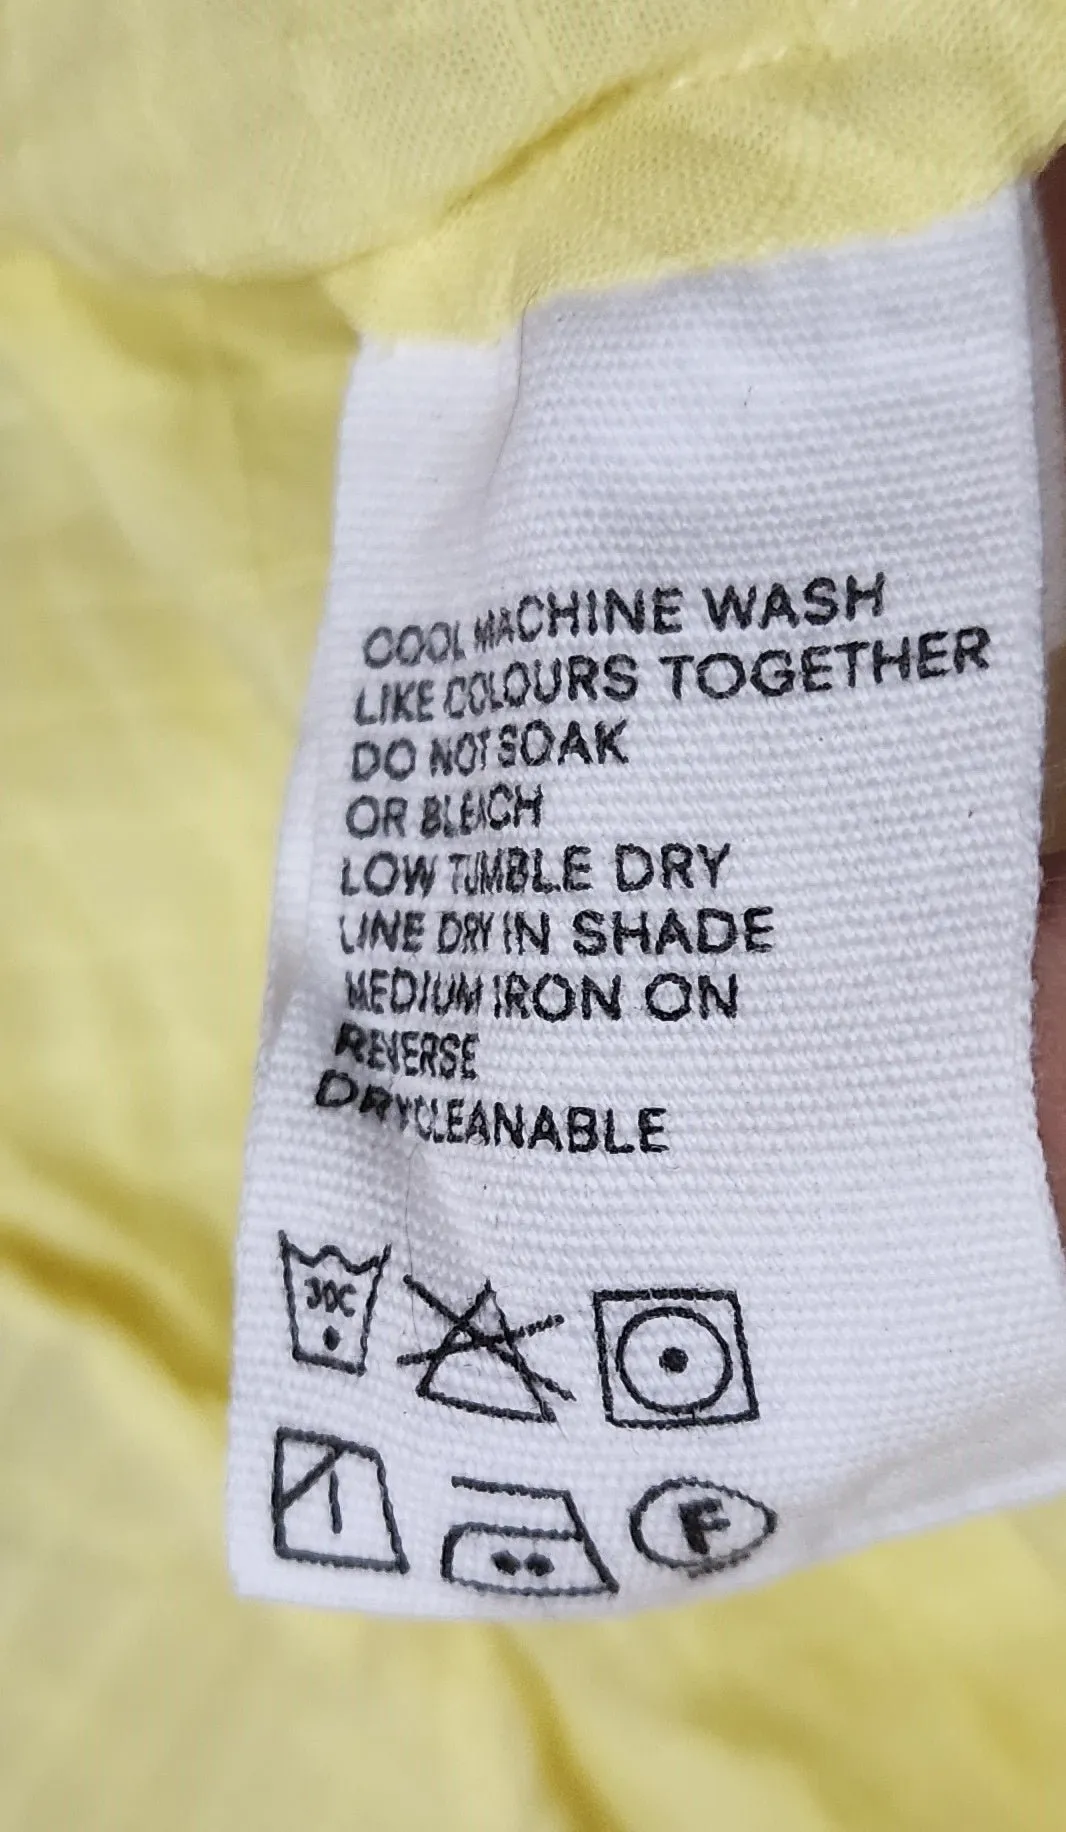 COOL MACHINE WASH
LIKE COLOURS TOGETHER
DO NOT SOAK
OR BLEACH
LOW TUMBLE DRY
LINE DRY IN SHADE
MEDIUM IRON ON
REVERSE
DRYCLEANABLE
30C
F